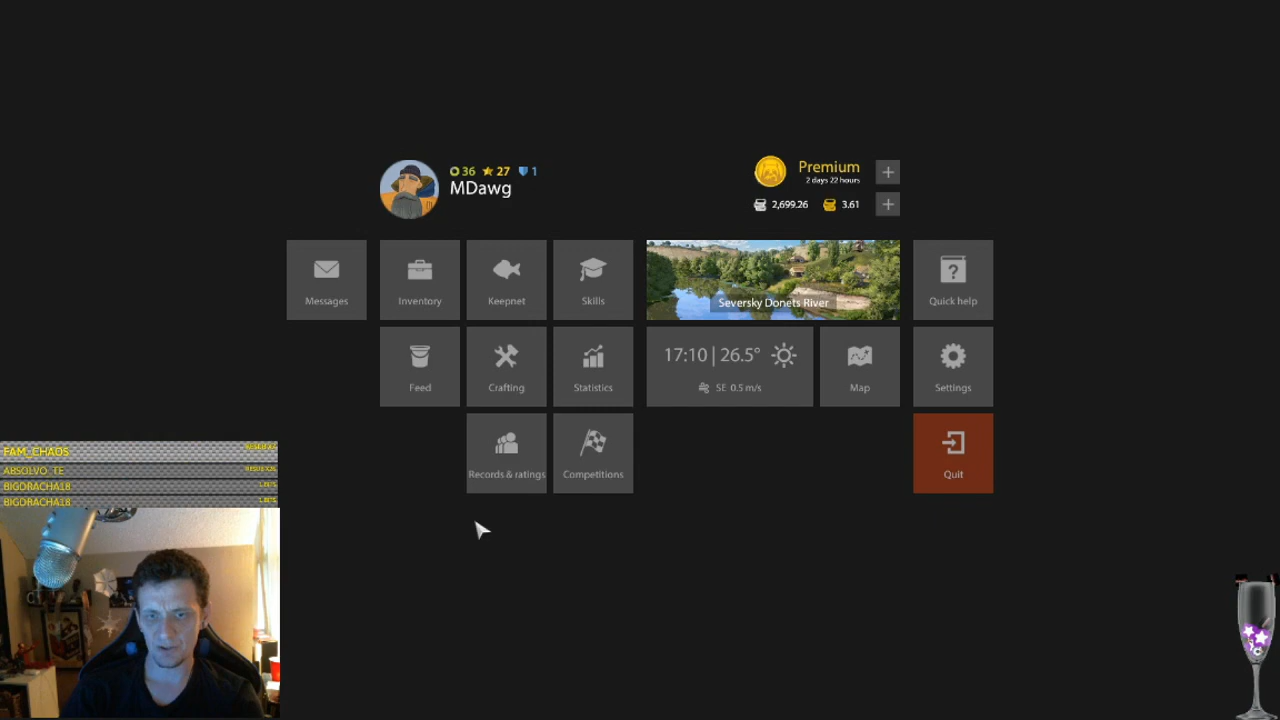 36 27 1
MDawg
Premium
2 days 22 hours
2,699.26 3.61
Messages
Inventory
Keepnet
Skills
Seversky Donets River
Quick help
Feed
Crafting
Statistics
17:10 | 26.5°
SE 0.5 m/s
Map
Settings
Records & ratings
Competitions
Quit
FAM_CHAOS
ABSOLVO_TE
BIGDRACHA18
BIGDRACHA18